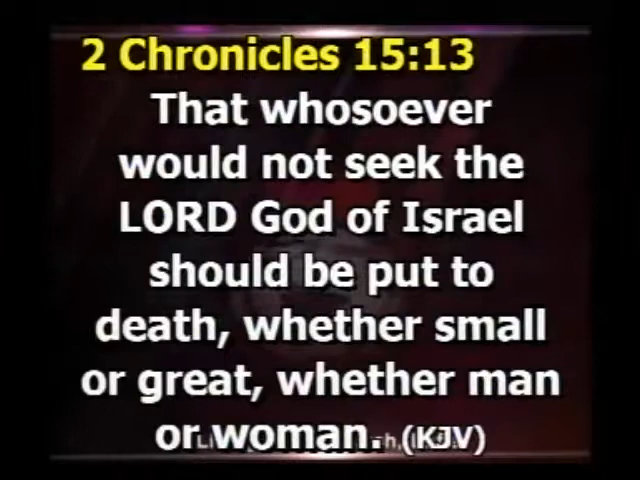 2 Chronicles 15:13
That whosoever
would not seek the
LORD God of Israel
should be put to
death, whether small
or great, whether man
or woman. (KJV)